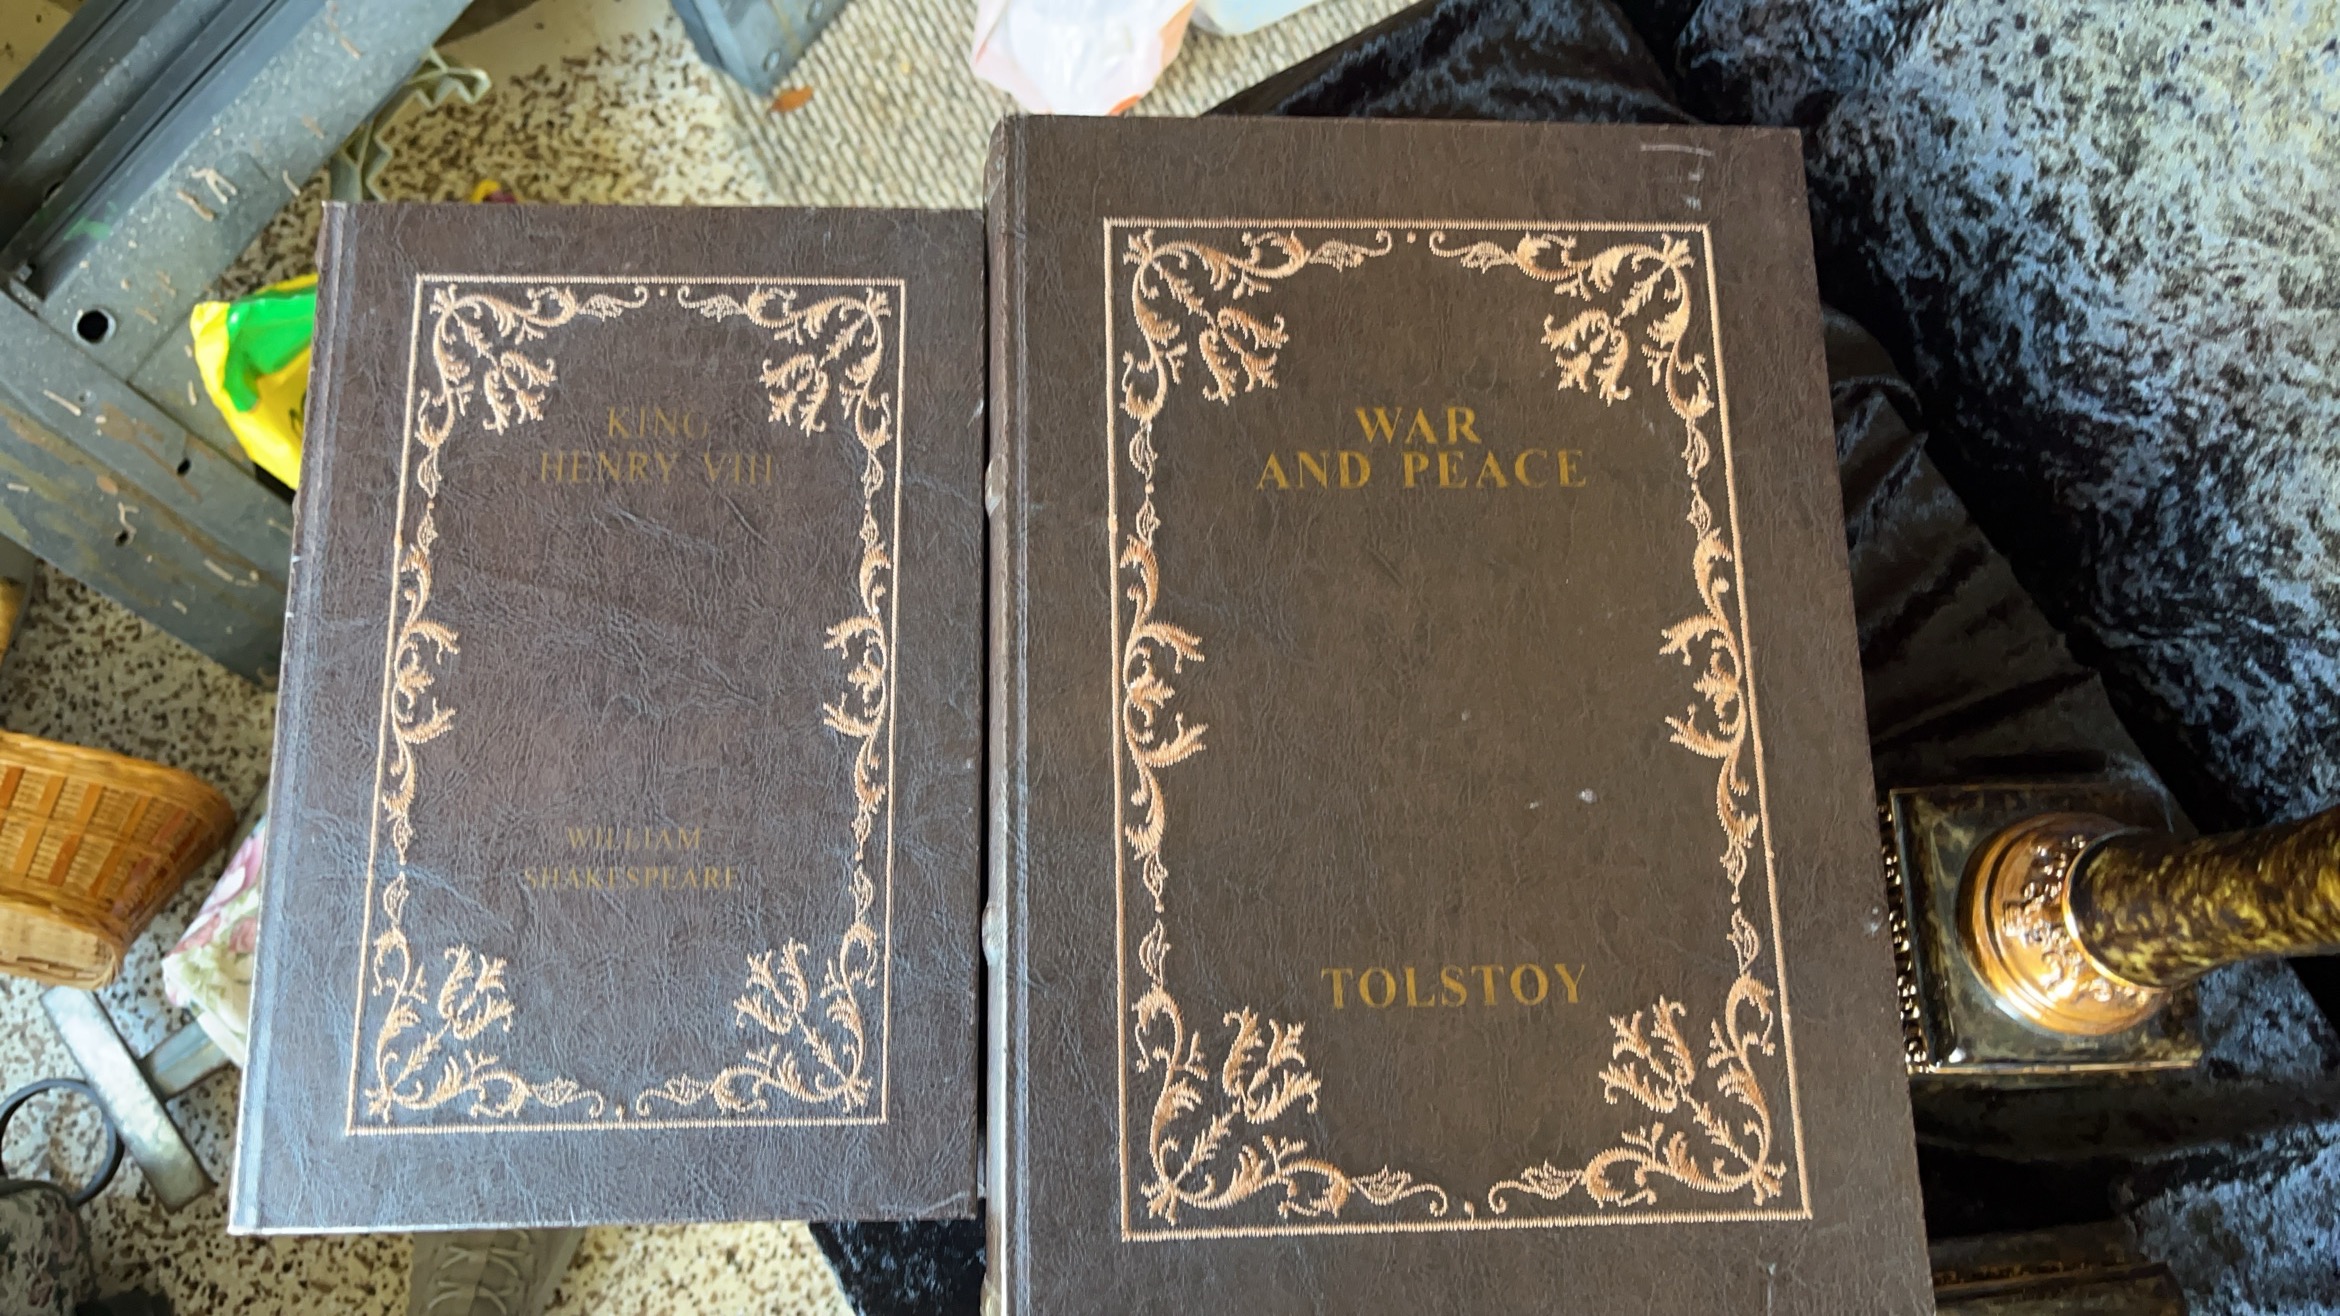 KING
HENRY VIII
WILLIAM
SHAKESPEARE
WAR
AND PEACE
TOLSTOY